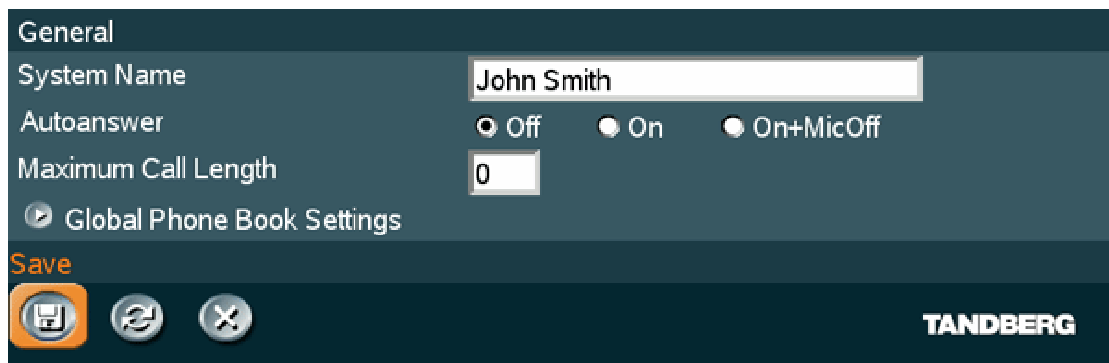 General
System Name John Smith
Autoanswer Off On On+MicOff
Maximum Call Length 0
Global Phone Book Settings
Save
TANDBERG